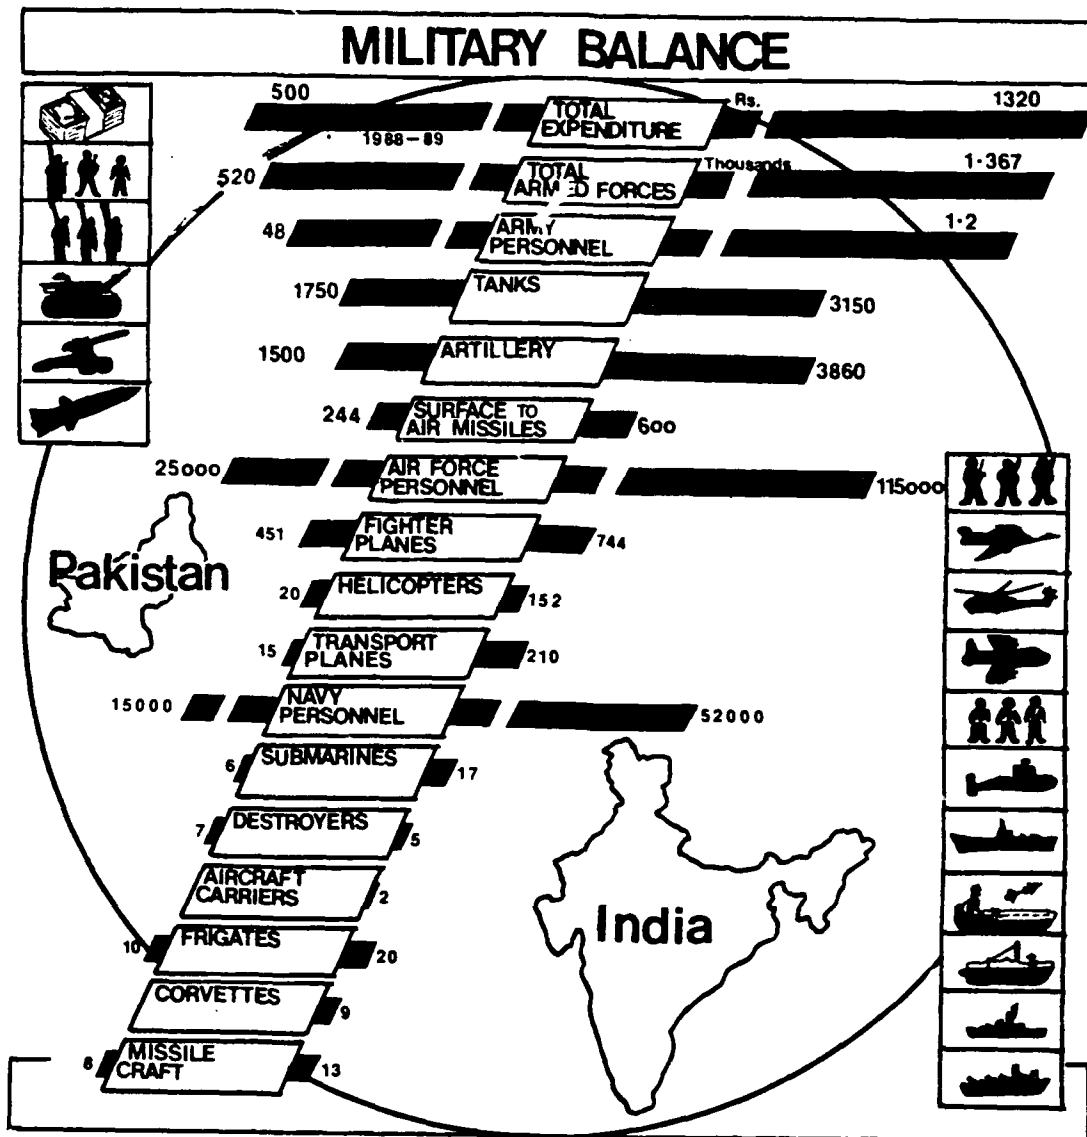 MILITARY BALANCE
500 TOTAL EXPENDITURE Rs. 1320
1988-89
520 TOTAL ARMED FORCES Thousands 1·367
48 ARMY PERSONNEL 1·2
1750 TANKS 3150
1500 ARTILLERY 3860
244 SURFACE TO AIR MISSILES 600
25000 AIR FORCE PERSONNEL 115000
451 FIGHTER PLANES 744
Pakistan
20 HELICOPTERS 152
15 TRANSPORT PLANES 210
15000 NAVY PERSONNEL 52000
6 SUBMARINES 17
7 DESTROYERS 5
AIRCRAFT CARRIERS 2
India
10 FRIGATES 20
CORVETTES 9
MISSILE CRAFT 13